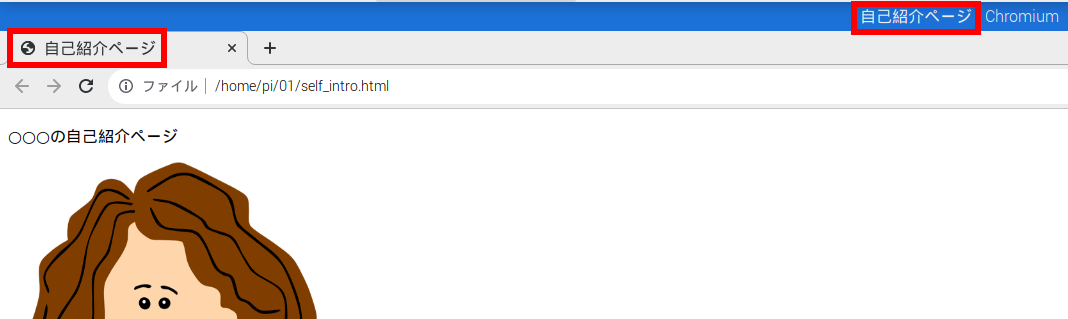 自己紹介ページ Chromium
自己紹介ページ
ファイル /home/pi/01/self_intro.html
○○○の自己紹介ページ